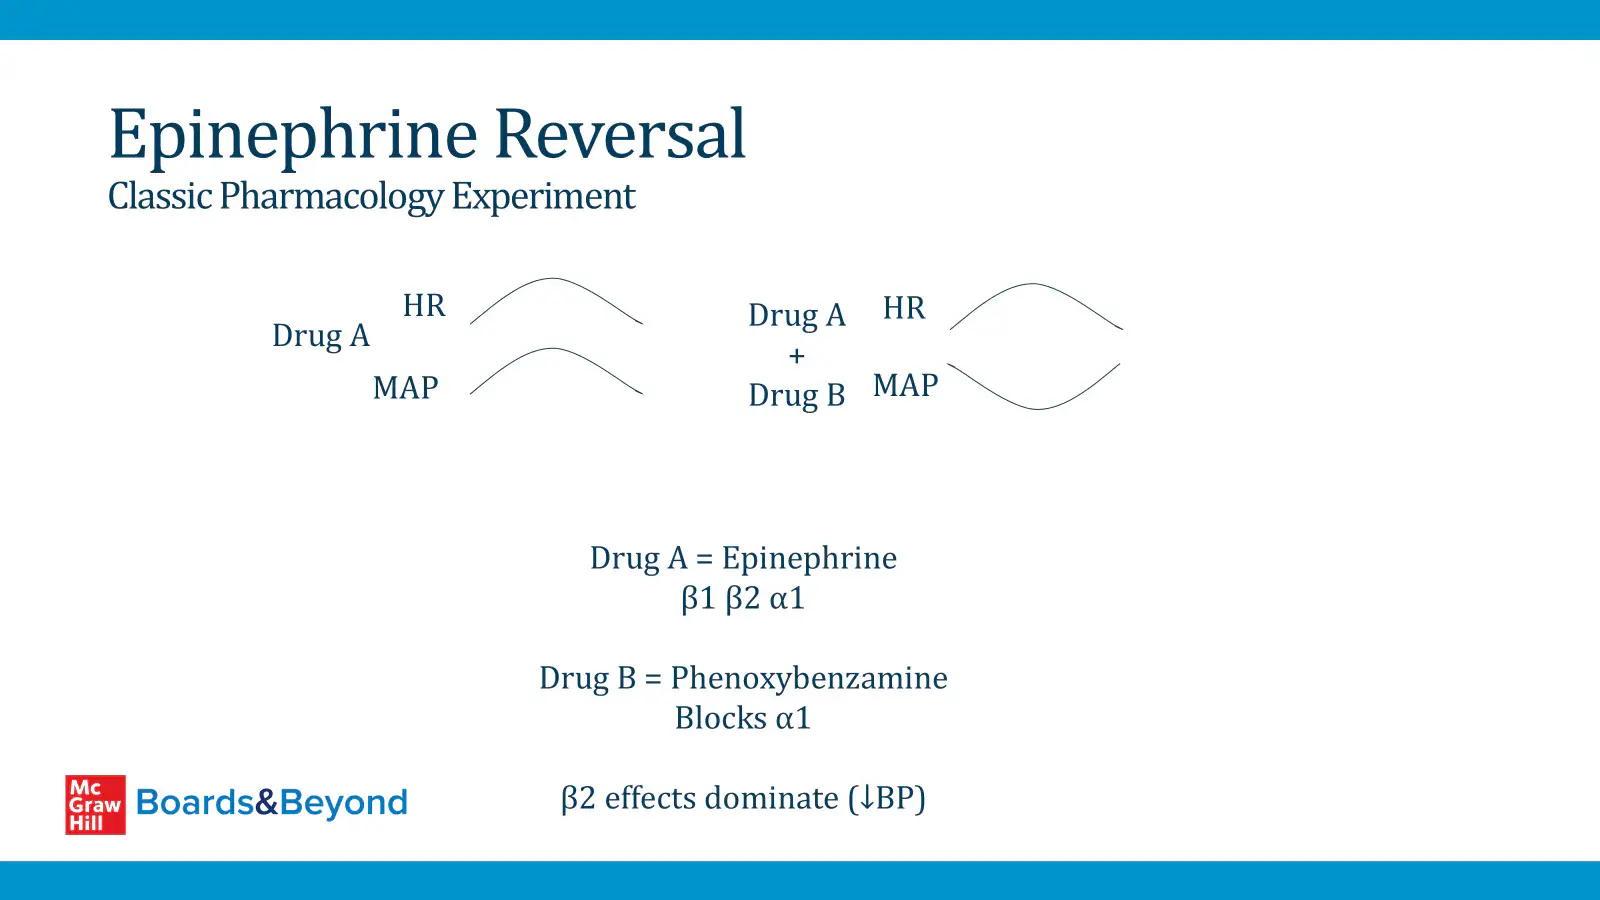 Epinephrine Reversal
Classic Pharmacology Experiment
HR
Drug A
MAP
Drug A
+
Drug B
HR
MAP
Drug A = Epinephrine
β1 β2 α1
Drug B = Phenoxybenzamine
Blocks α1
β2 effects dominate (↓BP)
Mc
Graw
Hill
Boards&Beyond